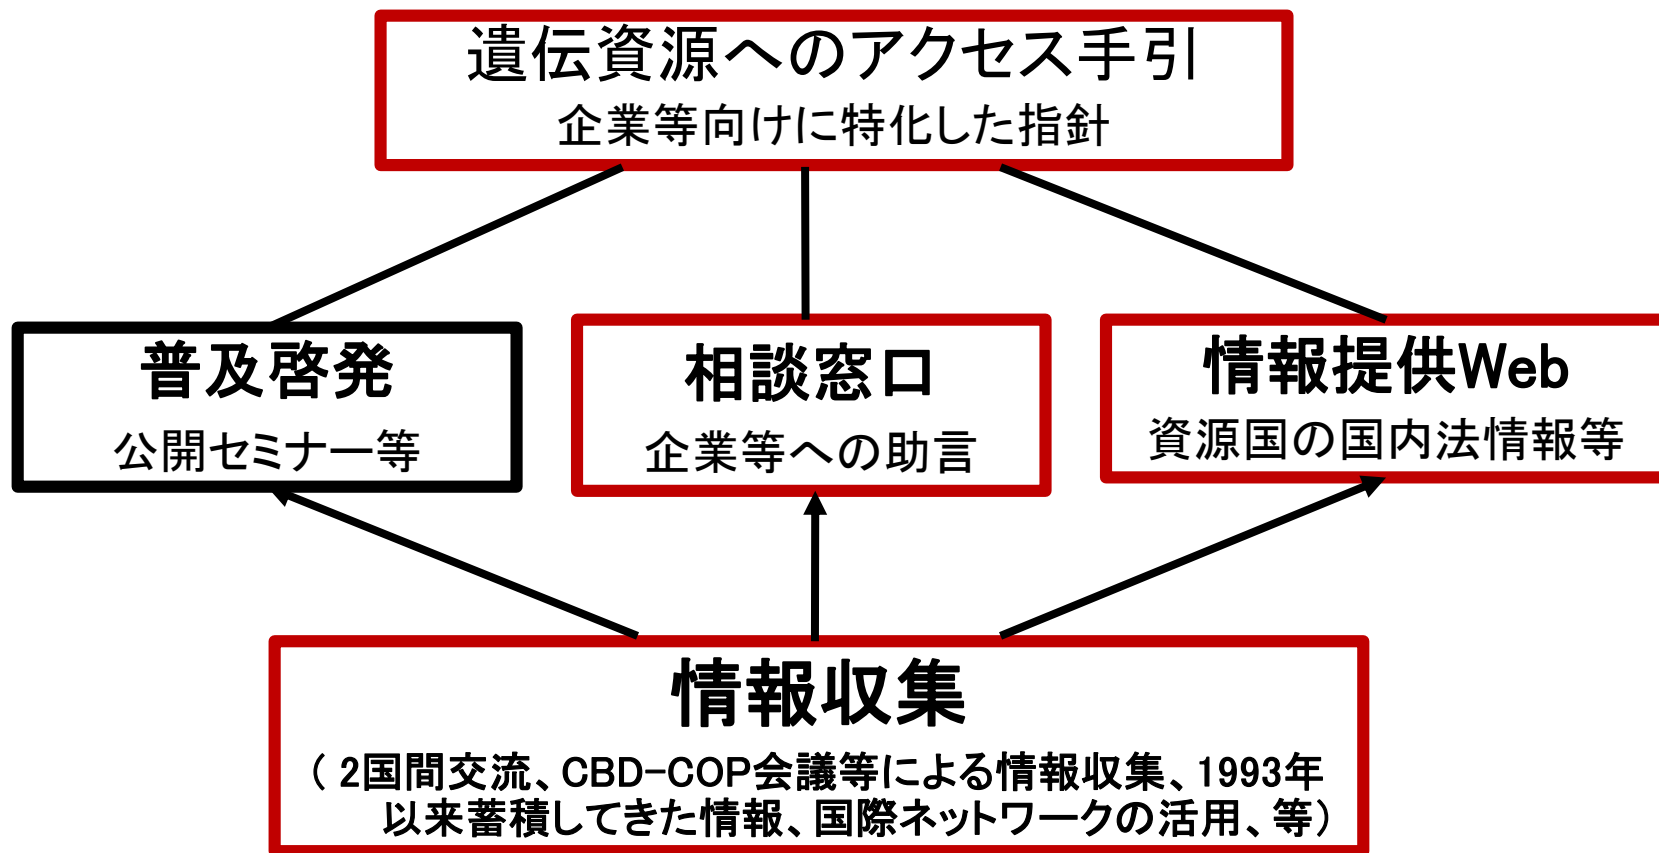 遺伝資源へのアクセス手引
企業等向けに特化した指針
普及啓発
公開セミナー等
相談窓口
企業等への助言
情報提供Web
資源国の国内法情報等
情報収集
（ 2国間交流、CBD-COP会議等による情報収集、1993年
以来蓄積してきた情報、国際ネットワークの活用、等）